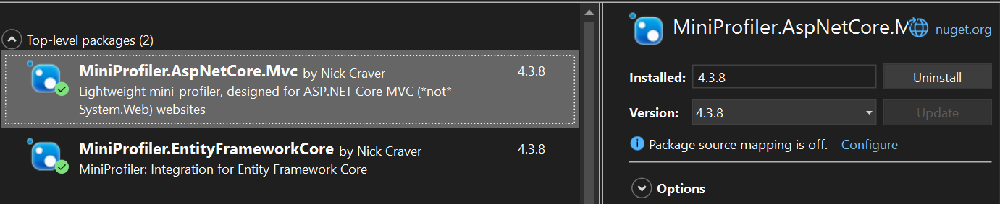 Top-level packages (2)
MiniProfiler.AspNetCore.Mvc by Nick Craver 4.3.8
Lightweight mini-profiler, designed for ASP.NET Core MVC (*not*
System.Web) websites
MiniProfiler.EntityFrameworkCore by Nick Craver 4.3.8
MiniProfiler: Integration for Entity Framework Core
MiniProfiler.AspNetCore.M nuget.org
Installed: 4.3.8 Uninstall
Version: 4.3.8 Update
Package source mapping is off. Configure
Options